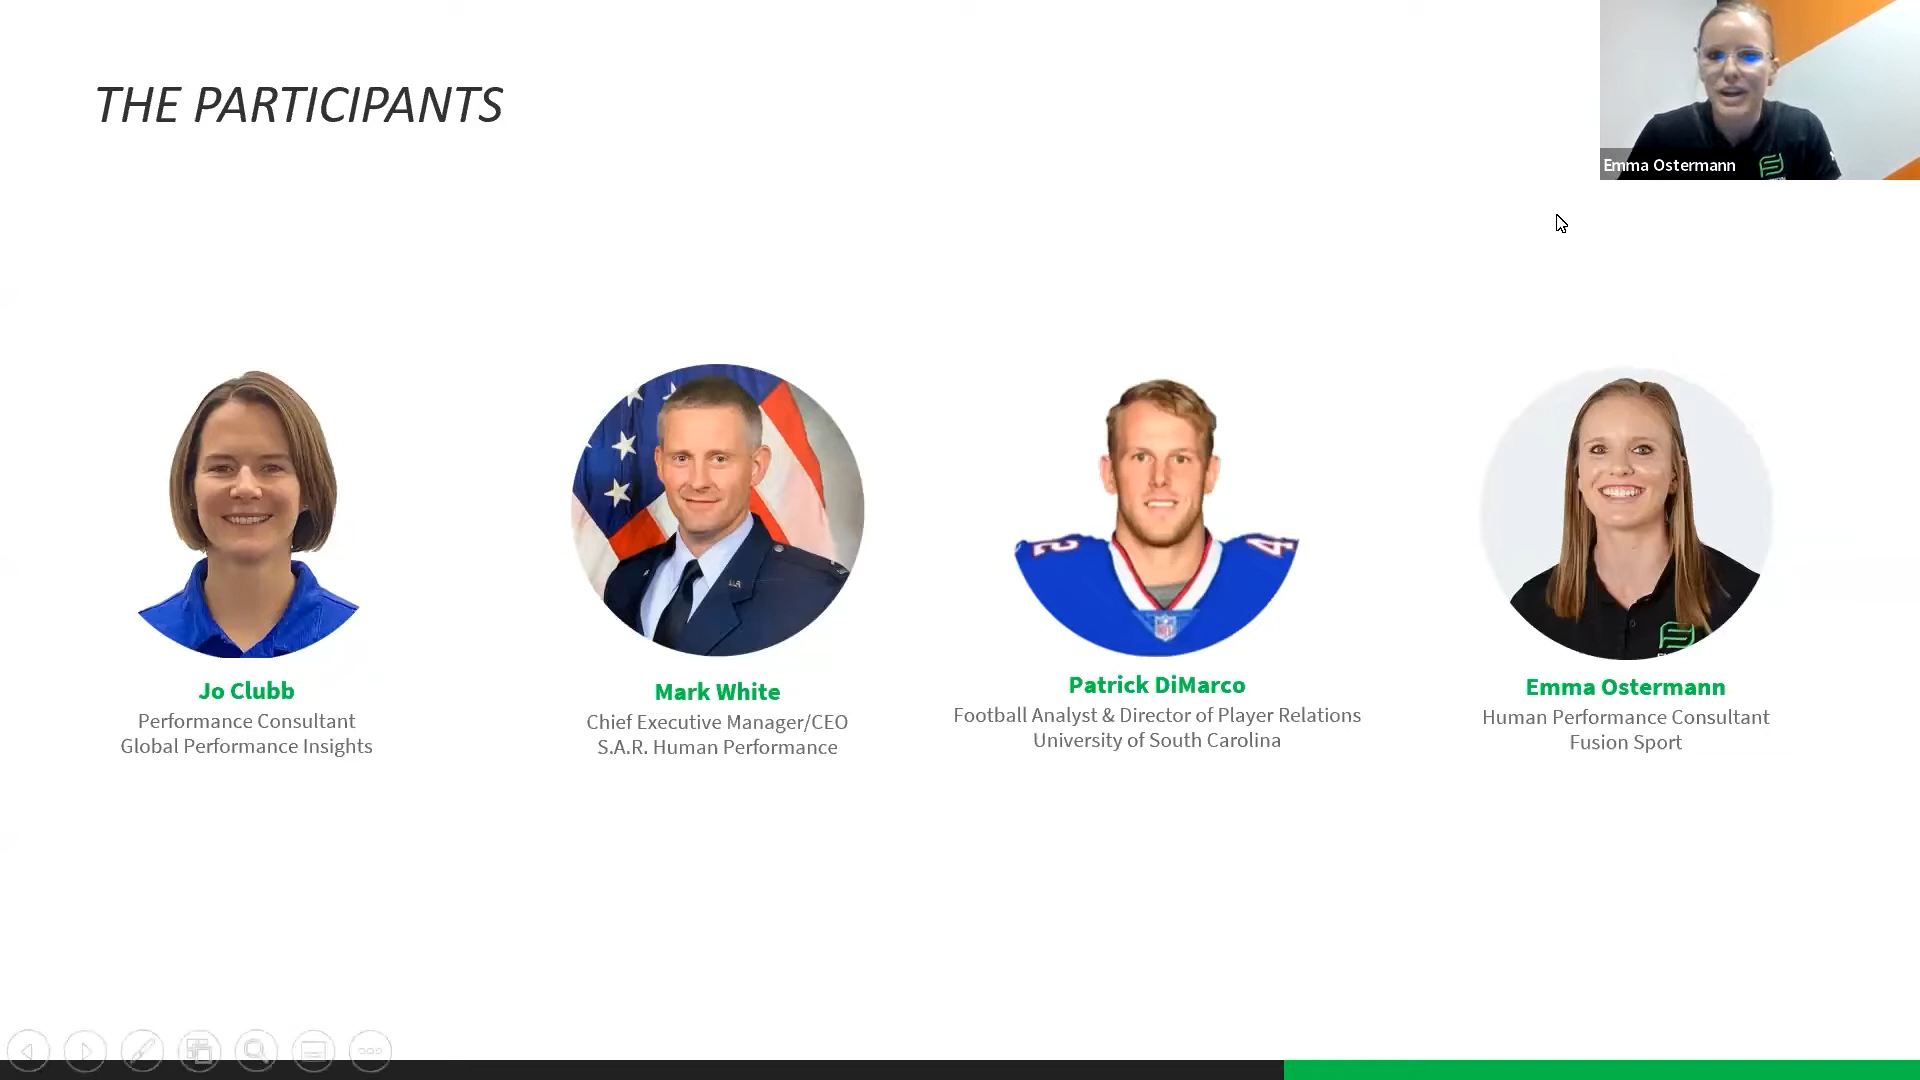 THE PARTICIPANTS
Emma Ostermann
Jo Clubb
Performance Consultant
Global Performance Insights
Mark White
Chief Executive Manager/CEO
S.A.R. Human Performance
Patrick DiMarco
Football Analyst & Director of Player Relations
University of South Carolina
Emma Ostermann
Human Performance Consultant
Fusion Sport